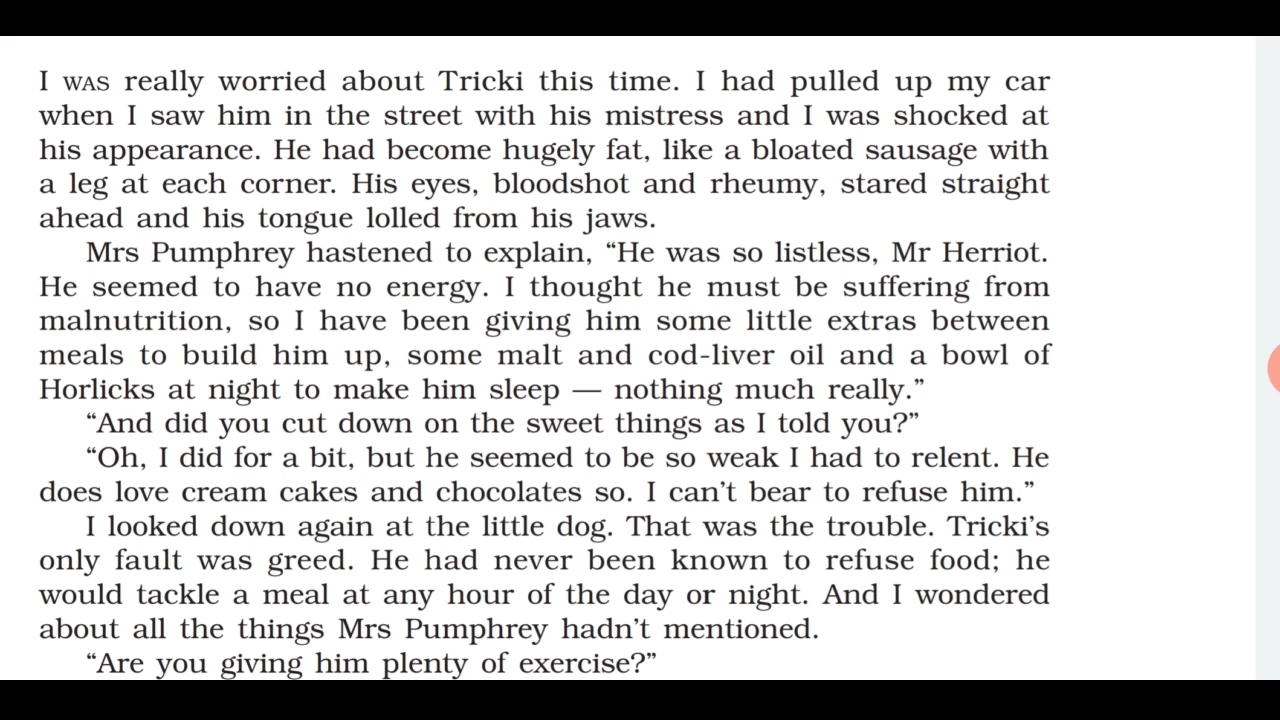 I WAS really worried about Tricki this time. I had pulled up my car
when I saw him in the street with his mistress and I was shocked at
his appearance. He had become hugely fat, like a bloated sausage with
a leg at each corner. His eyes, bloodshot and rheumy, stared straight
ahead and his tongue lolled from his jaws.
Mrs Pumphrey hastened to explain, “He was so listless, Mr Herriot.
He seemed to have no energy. I thought he must be suffering from
malnutrition, so I have been giving him some little extras between
meals to build him up, some malt and cod-liver oil and a bowl of
Horlicks at night to make him sleep — nothing much really.”
“And did you cut down on the sweet things as I told you?”
“Oh, I did for a bit, but he seemed to be so weak I had to relent. He
does love cream cakes and chocolates so. I can’t bear to refuse him.”
I looked down again at the little dog. That was the trouble. Tricki’s
only fault was greed. He had never been known to refuse food; he
would tackle a meal at any hour of the day or night. And I wondered
about all the things Mrs Pumphrey hadn’t mentioned.
“Are you giving him plenty of exercise?”